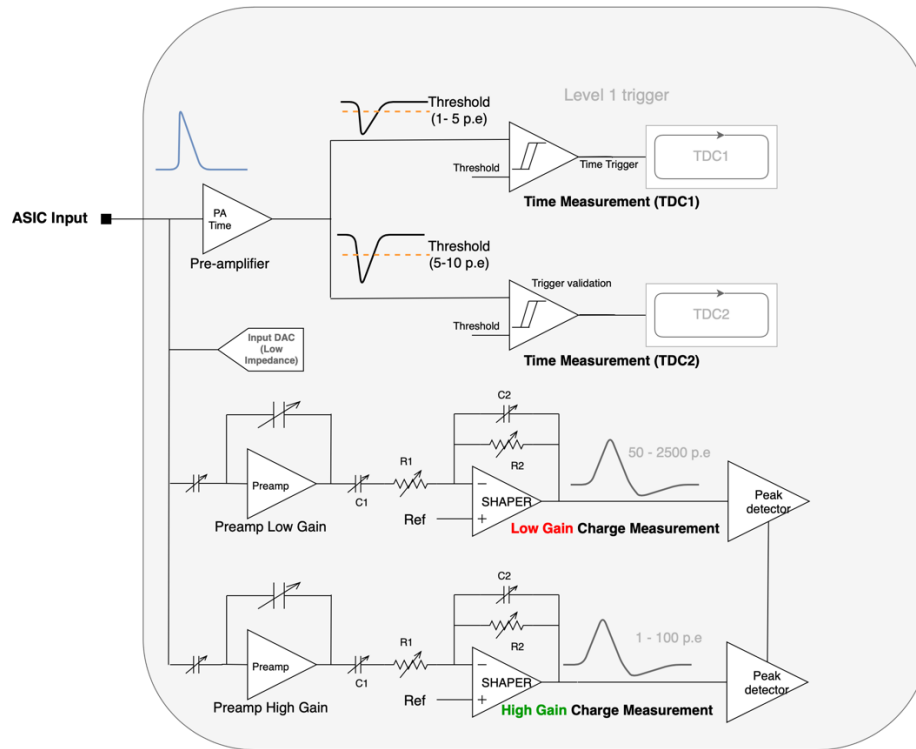 Level 1 trigger
Threshold
(1- 5 p.e)
TDC1
Threshold
Time Trigger
Time Measurement (TDC1)
ASIC Input
PA
Time
Pre-amplifier
Threshold
(5-10 p.e)
Trigger validation
TDC2
Threshold
Time Measurement (TDC2)
Input DAC
(Low
Impedance)
C2
R1
R2
50 - 2500 p.e
Preamp
C1
SHAPER
Peak
detector
Preamp Low Gain
Ref
Low Gain Charge Measurement
C2
R1
R2
1 - 100 p.e
Preamp
C1
SHAPER
Peak
detector
Preamp High Gain
Ref
High Gain Charge Measurement